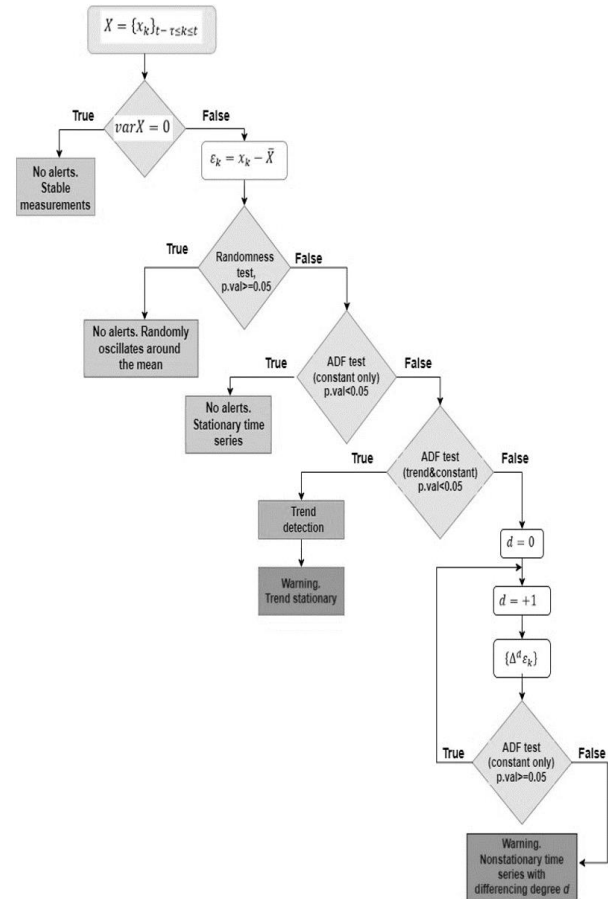 X = {x_k}_{t−τ≤k≤t}
True
False
varX = 0
ε_k = x_k − X̄
No alerts.
Stable
measurements
True
False
Randomness
test,
p.val>=0.05
No alerts. Randomly
oscillates around
the mean
True
False
ADF test
(constant only)
p.val<0.05
No alerts.
Stationary time
series
True
False
ADF test
(trend&constant)
p.val<0.05
Trend
detection
d = 0
Warning.
Trend stationary
d = +1
{Δ^d ε_k}
True
False
ADF test
(constant only)
p.val>=0.05
Warning.
Nonstationary time
series with
differencing degree d